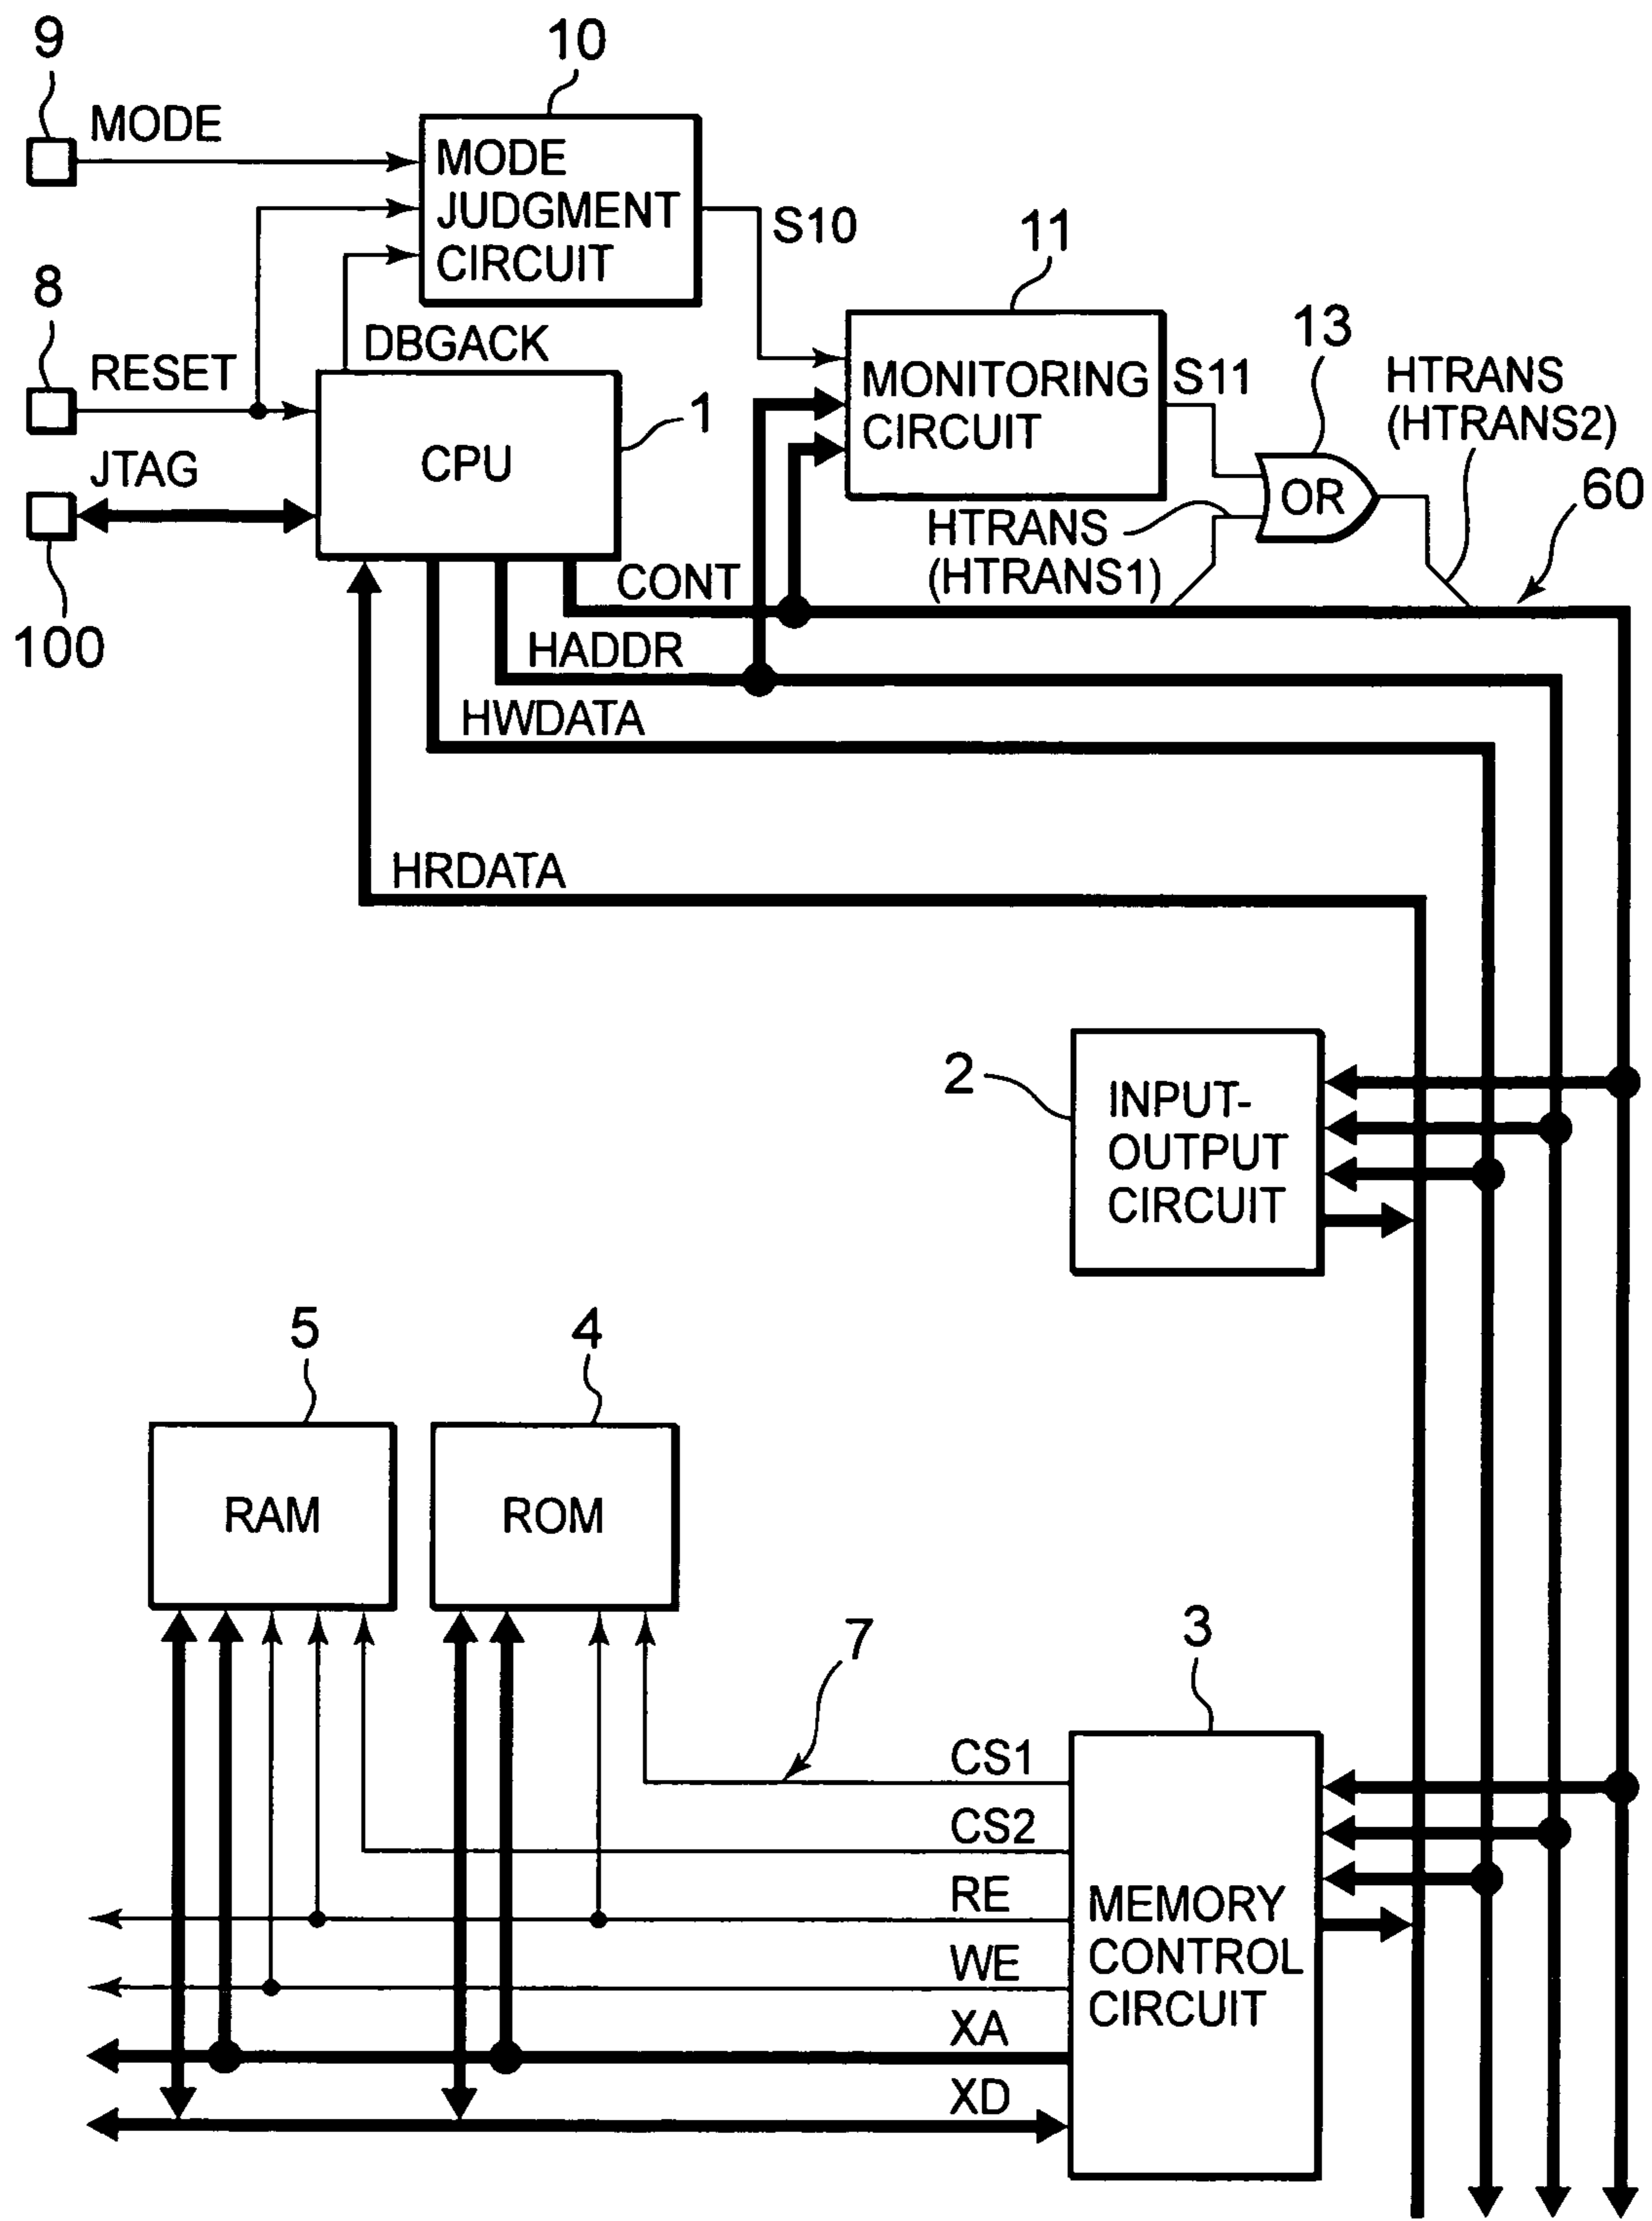 9
10
MODE
MODE
JUDGMENT
CIRCUIT
S10
11
8
DBGACK
13
RESET
MONITORING
CIRCUIT
S11
HTRANS
(HTRANS2)
1
CPU
JTAG
OR
60
HTRANS
(HTRANS1)
CONT
100
HADDR
HWDATA
HRDATA
2
INPUT-
OUTPUT
CIRCUIT
5
4
RAM
ROM
7
3
CS1
CS2
RE
MEMORY
CONTROL
CIRCUIT
WE
XA
XD